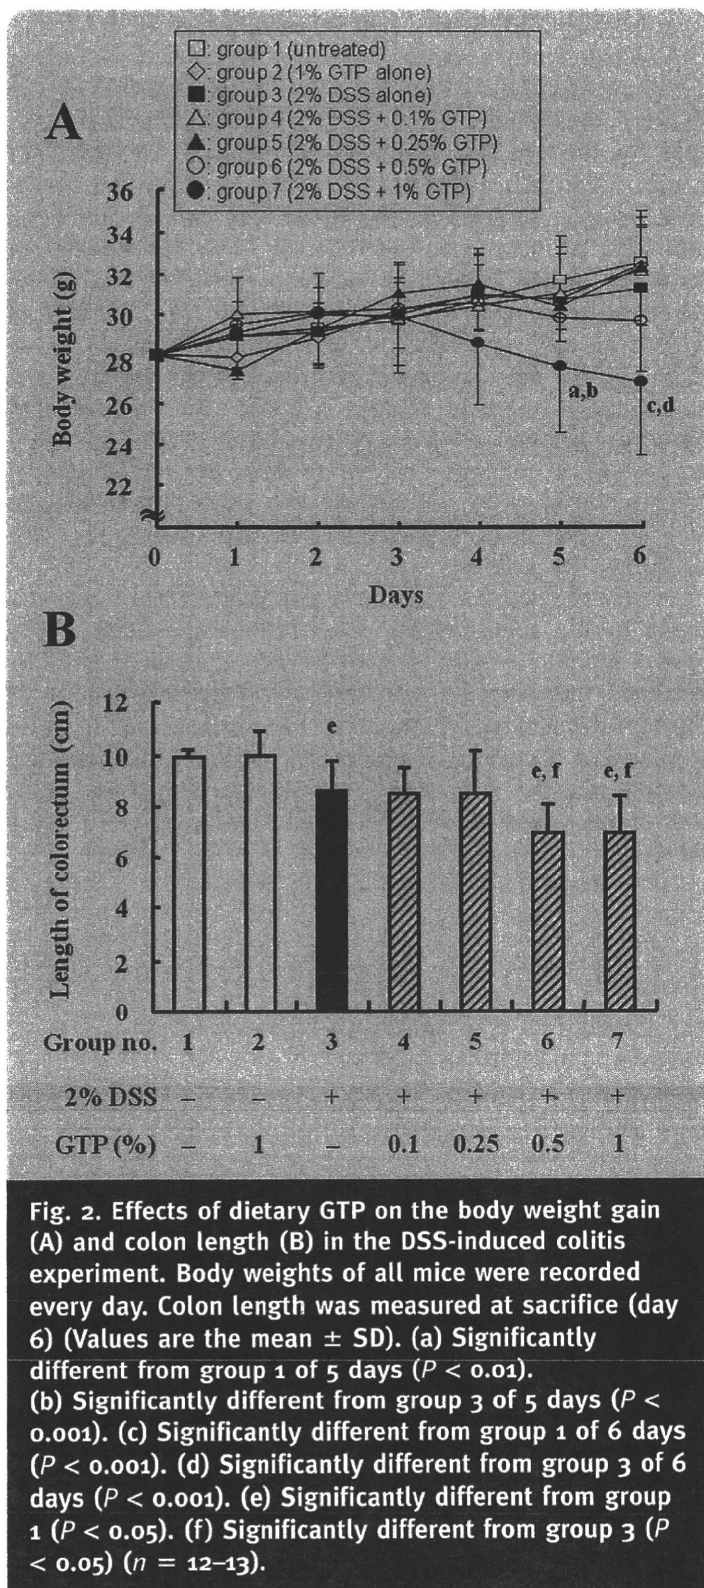 □: group 1 (untreated)
◇: group 2 (1% GTP alone)
■: group 3 (2% DSS alone)
△: group 4 (2% DSS + 0.1% GTP)
▲: group 5 (2% DSS + 0.25% GTP)
○: group 6 (2% DSS + 0.5% GTP)
●: group 7 (2% DSS + 1% GTP)
A
Body weight (g)
36
34
32
30
28
26
24
22
a,b
c,d
0 1 2 3 4 5 6
Days
B
Length of colorectum (cm)
12
10
8
6
4
2
0
e
e, f
e, f
Group no. 1 2 3 4 5 6 7
2% DSS – – + + + + +
GTP (%) – 1 – 0.1 0.25 0.5 1
Fig. 2. Effects of dietary GTP on the body weight gain
(A) and colon length (B) in the DSS-induced colitis
experiment. Body weights of all mice were recorded
every day. Colon length was measured at sacrifice (day
6) (Values are the mean ± SD). (a) Significantly
different from group 1 of 5 days (P < 0.01).
(b) Significantly different from group 3 of 5 days (P <
0.001). (c) Significantly different from group 1 of 6 days
(P < 0.001). (d) Significantly different from group 3 of 6
days (P < 0.001). (e) Significantly different from group
1 (P < 0.05). (f) Significantly different from group 3 (P
< 0.05) (n = 12–13).